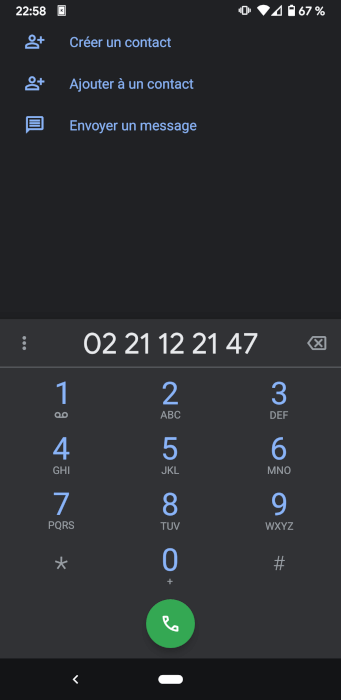 22:58 67 %
Créer un contact
Ajouter à un contact
Envoyer un message
02 21 12 21 47
1 2 3
ABC DEF
4 5 6
GHI JKL MNO
7 8 9
PQRS TUV WXYZ
* 0 #
+